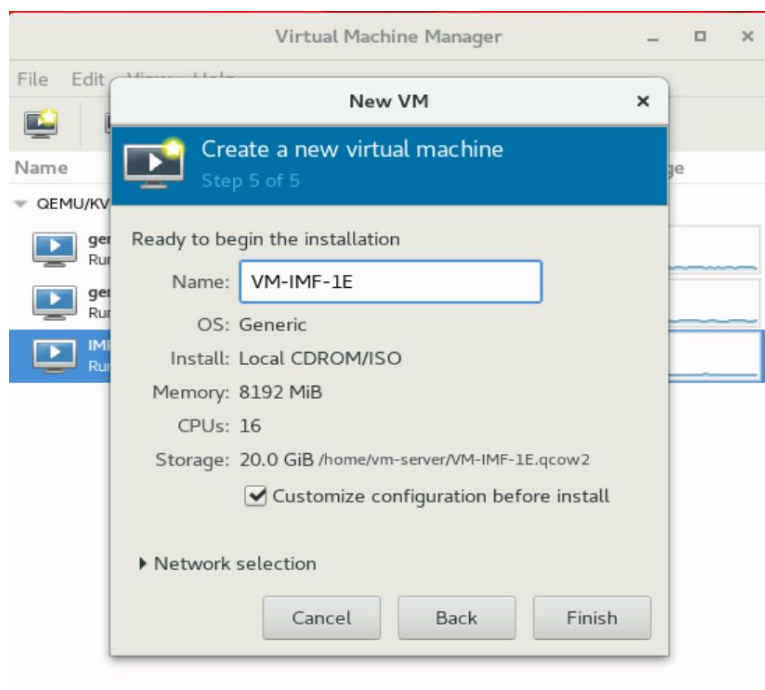 Virtual Machine Manager
File Edit View Help
New VM
Create a new virtual machine
Step 5 of 5
Name
QEMU/KV
Ready to begin the installation
Name: VM-IMF-1E
OS: Generic
Install: Local CDROM/ISO
Memory: 8192 MiB
CPUs: 16
Storage: 20.0 GiB /home/vm-server/VM-IMF-1E.qcow2
Customize configuration before install
Network selection
Cancel Back Finish